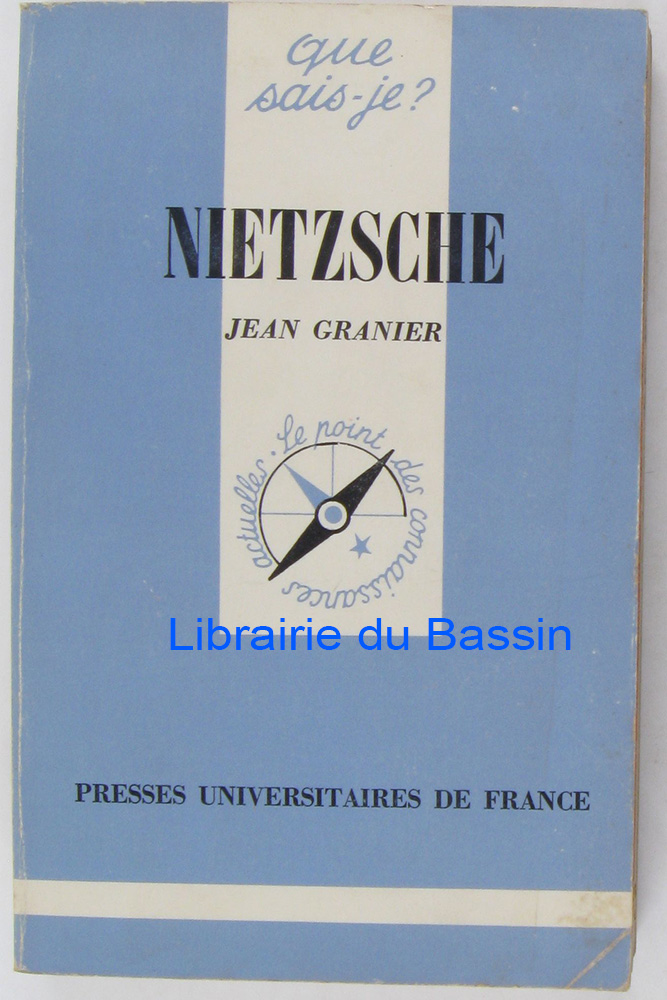 que
sais-je?
NIETZSCHE
JEAN GRANIER
le point des connaissances actuelles.
Librairie du Bassin
PRESSES UNIVERSITAIRES DE FRANCE